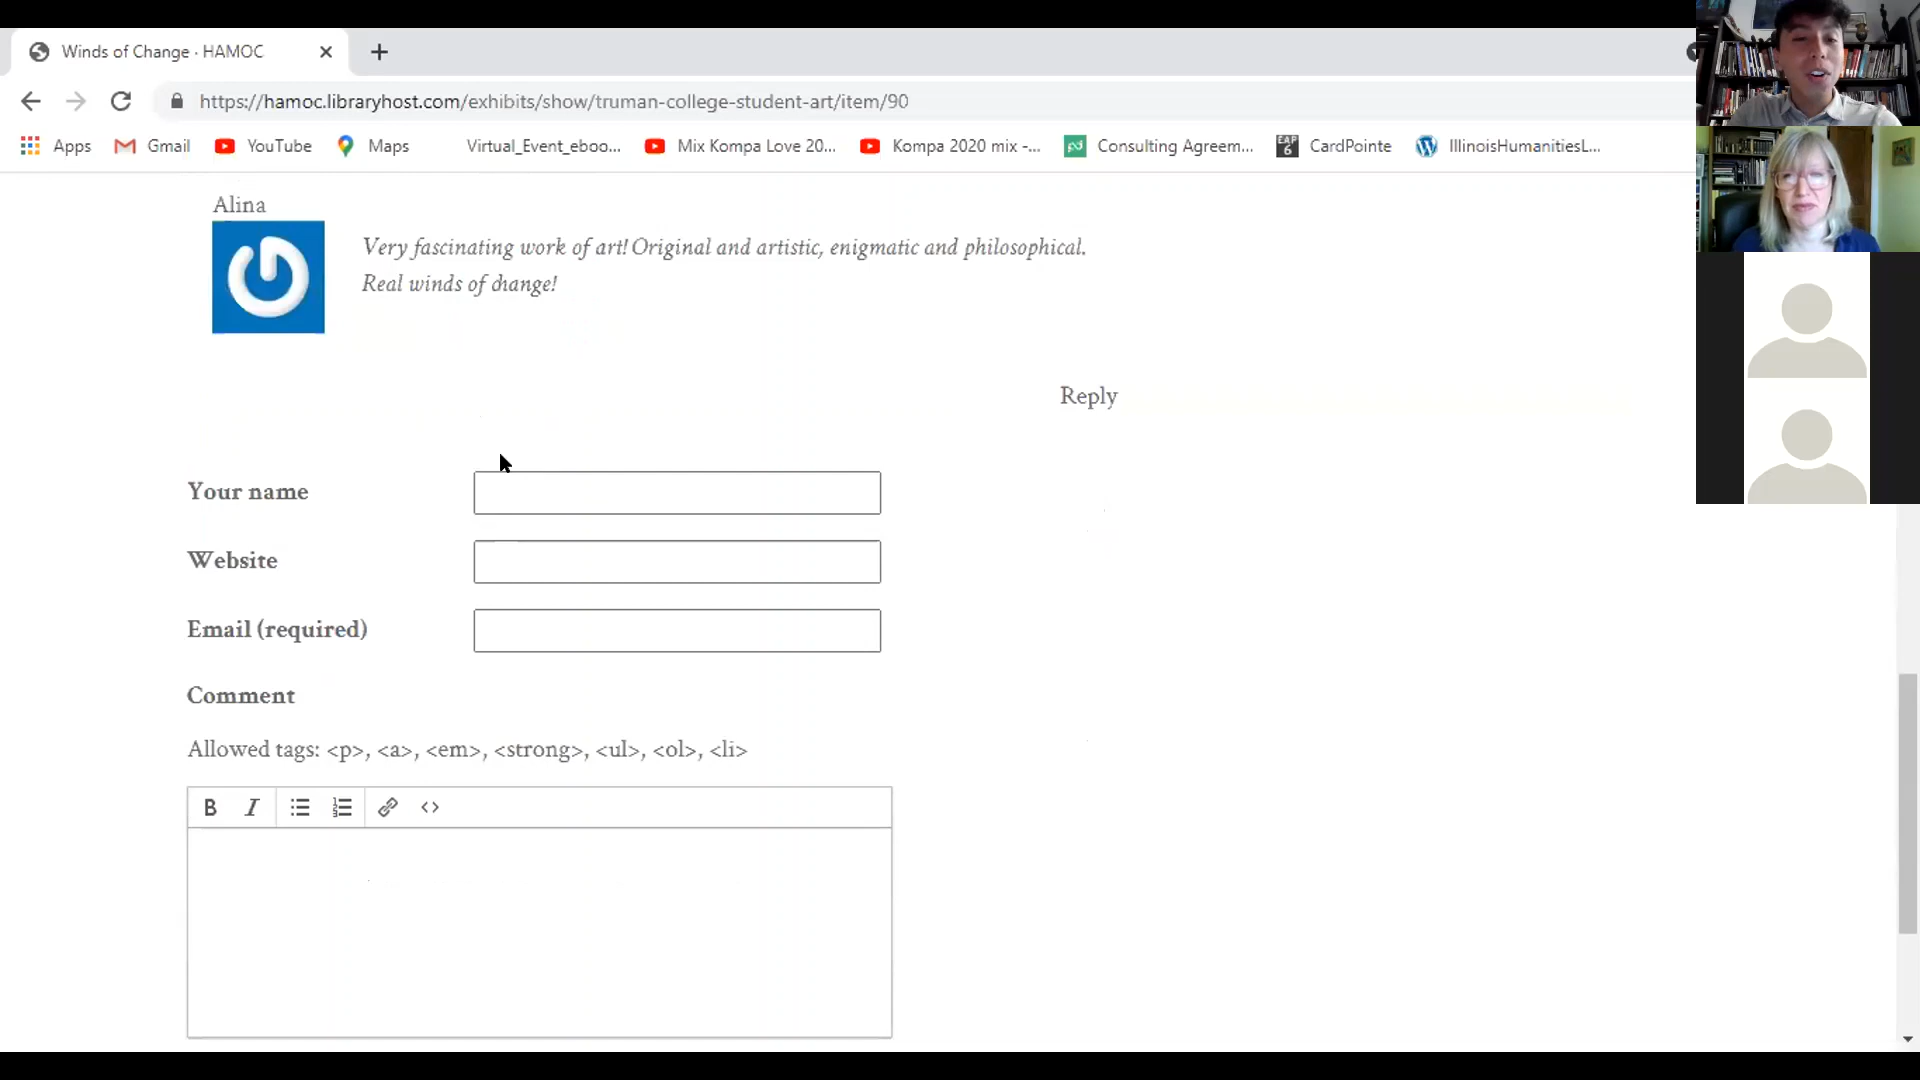 Winds of Change · HAMOC
https://hamoc.libraryhost.com/exhibits/show/truman-college-student-art/item/90
Apps Gmail YouTube Maps Virtual_Event_eboo... Mix Kompa Love 20... Kompa 2020 mix -... Consulting Agreem... EAP 6 CardPointe IllinoisHumanitiesL...
Alina
Very fascinating work of art! Original and artistic, enigmatic and philosophical.
Real winds of change!
Reply
Your name
Website
Email (required)
Comment
Allowed tags: <p>, <a>, <em>, <strong>, <ul>, <ol>, <li>
B I